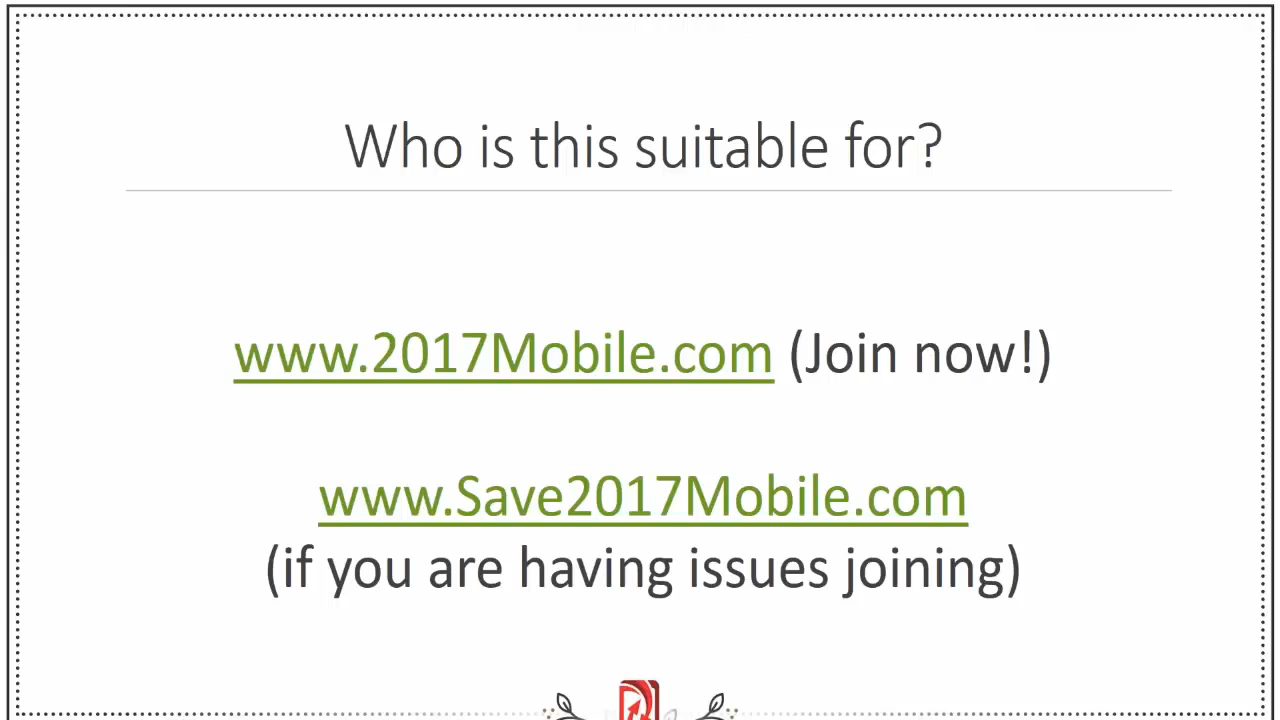 Who is this suitable for?
www.2017Mobile.com (Join now!)
www.Save2017Mobile.com
(if you are having issues joining)